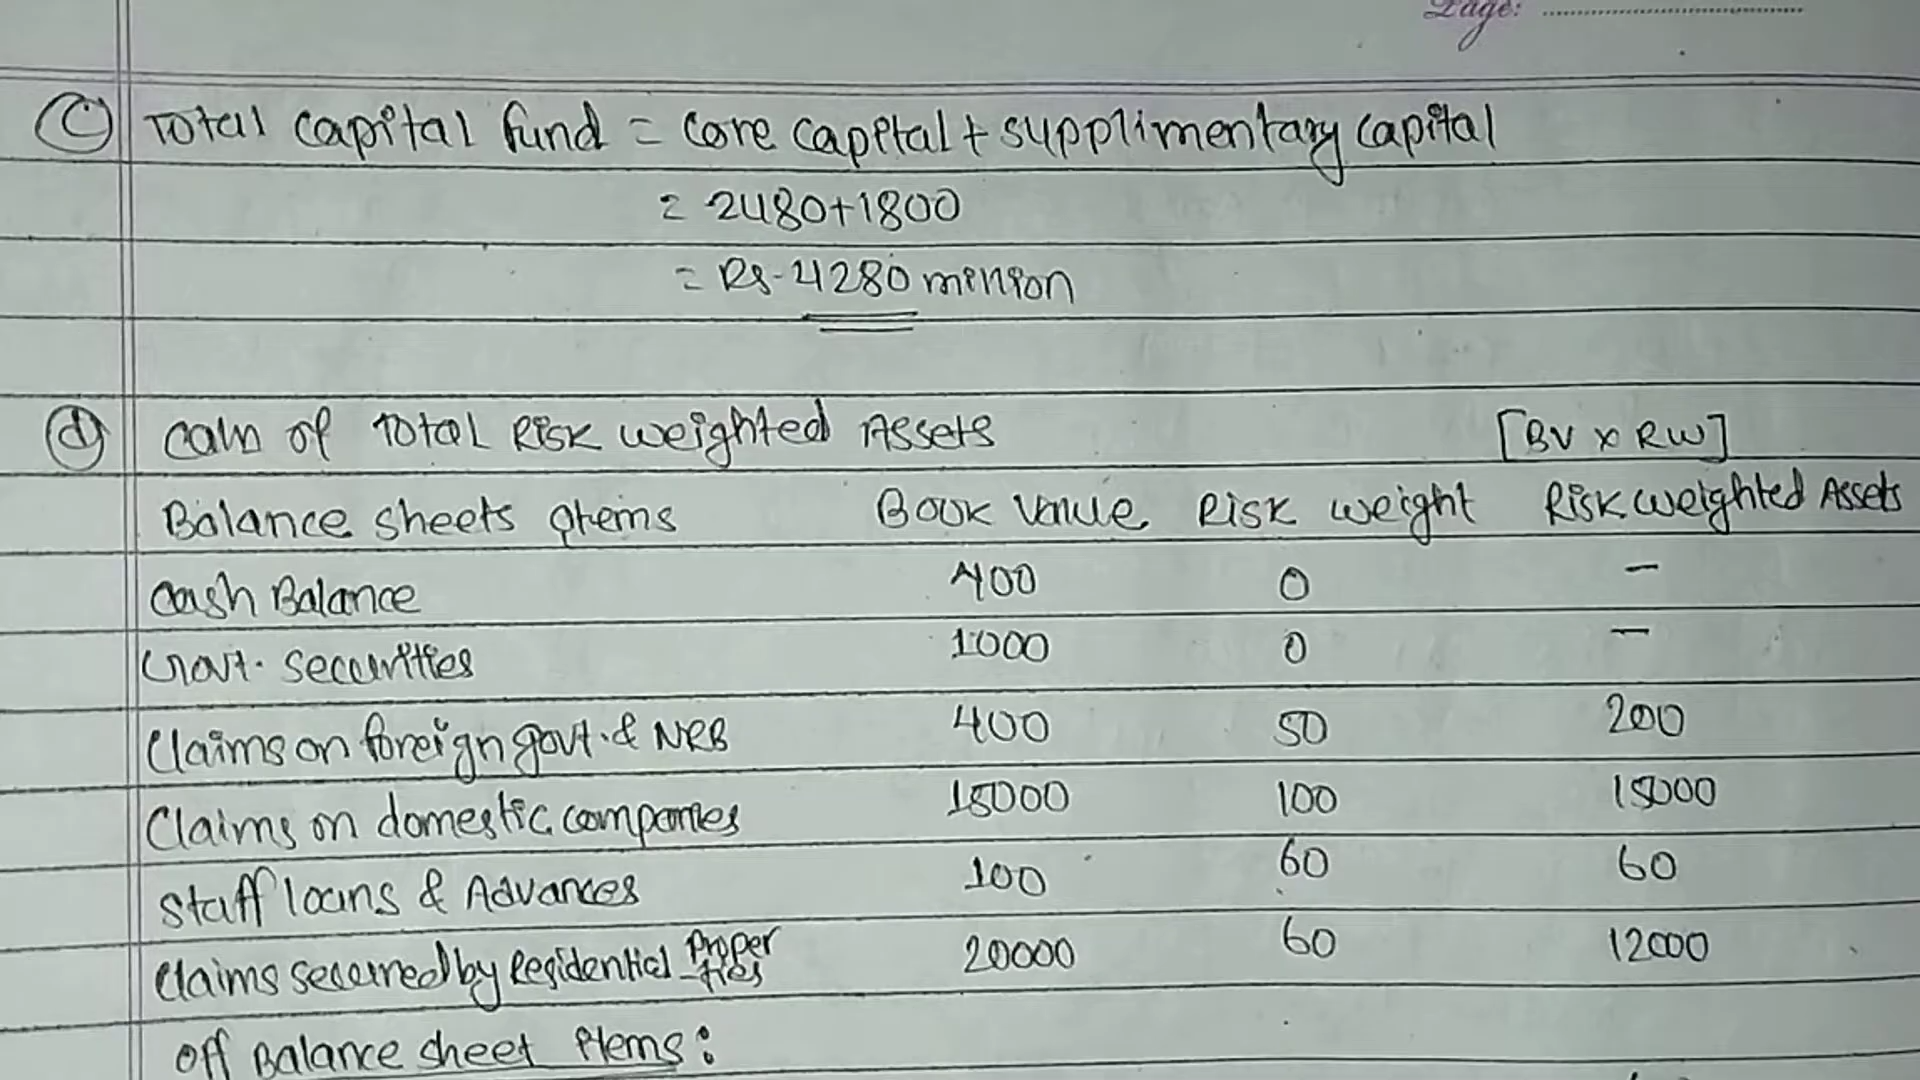 Page: ..............................
(C) Total capital fund = Core capital + supplimentary capital
= 2480+1800
= Rs. 4280 million
(d) Caln of Total Risk weighted Assets [BV x RW]
Balance sheets items Book Value Risk weight Risk weighted Assets
Cash Balance 400 0 -
Govt. securities 1000 0 -
Claims on foreign govt. & NRB 400 50 200
Claims on domestic companies 15000 100 15000
Staff loans & Advances 100 60 60
Claims secured by Residential Proper-ties 20000 60 12000
Off Balance sheet items: